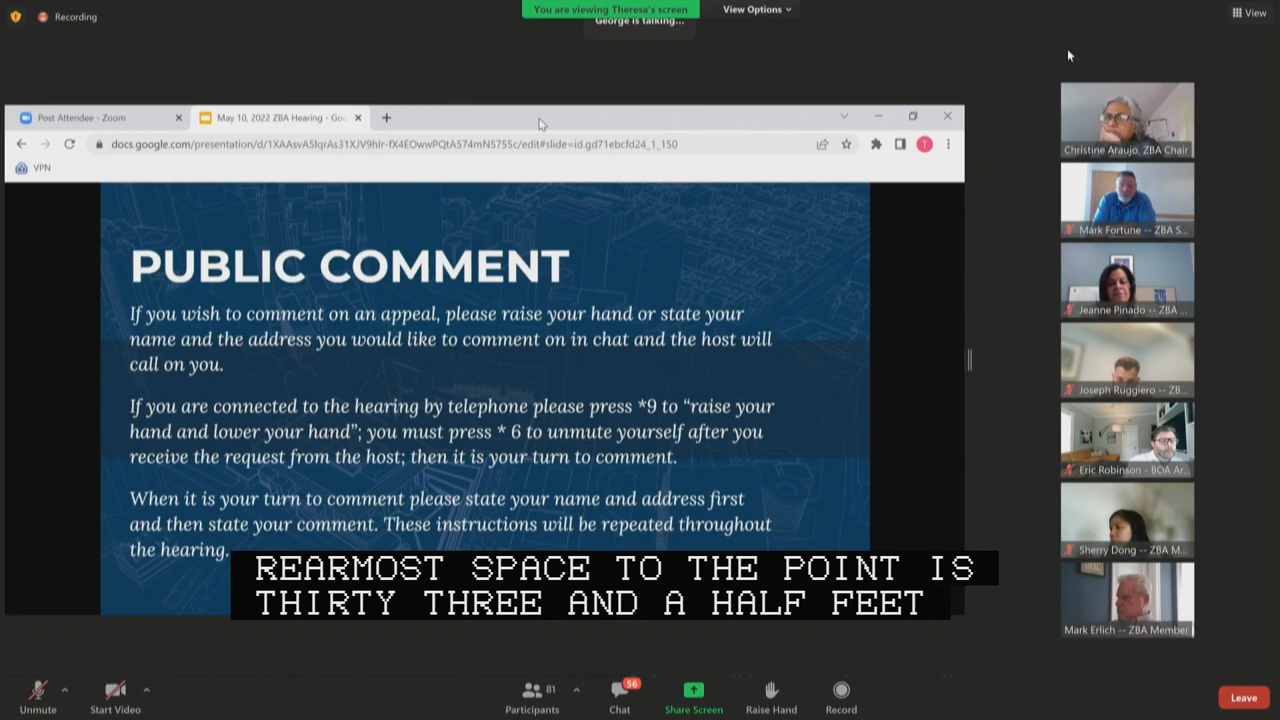 Recording
You are viewing Theresa's screen
View Options
George is talking...
View
Post Attendee - Zoom
May 10, 2022 ZBA Hearing - Goo
docs.google.com/presentation/d/1XAAsvA5lqrAs31XJV9hlr-fX4EOwwPQtA574mN5755c/edit#slide=id.gd71ebcfd24_1_150
T
VPN
PUBLIC COMMENT
If you wish to comment on an appeal, please raise your hand or state your
name and the address you would like to comment on in chat and the host will
call on you.
If you are connected to the hearing by telephone please press *9 to “raise your
hand and lower your hand”; you must press * 6 to unmute yourself after you
receive the request from the host; then it is your turn to comment.
When it is your turn to comment please state your name and address first
and then state your comment. These instructions will be repeated throughout
the hearing.
REARMOST SPACE TO THE POINT IS
THIRTY THREE AND A HALF FEET
Christine Araujo, ZBA Chair
Mark Fortune -- ZBA S...
Jeanne Pinado -- ZBA ...
Joseph Ruggiero -- ZB...
Eric Robinson - BOA Ar...
Sherry Dong -- ZBA M...
Mark Erlich -- ZBA Member
Unmute
Start Video
81
Participants
56
Chat
Share Screen
Raise Hand
Record
Leave